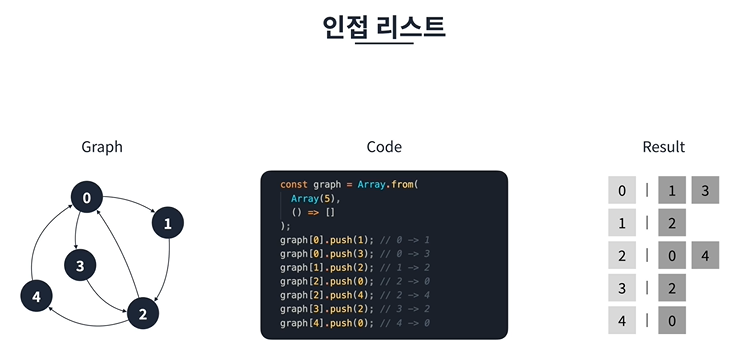 인접 리스트
Graph
0
1
3
4
2
Code
const graph = Array.from(
Array(5),
() => []
);
graph[0].push(1); // 0 -> 1
graph[0].push(3); // 0 -> 3
graph[1].push(2); // 1 -> 2
graph[2].push(0); // 2 -> 0
graph[2].push(4); // 2 -> 4
graph[3].push(2); // 3 -> 2
graph[4].push(0); // 4 -> 0
Result
0 | 1 3
1 | 2
2 | 0 4
3 | 2
4 | 0